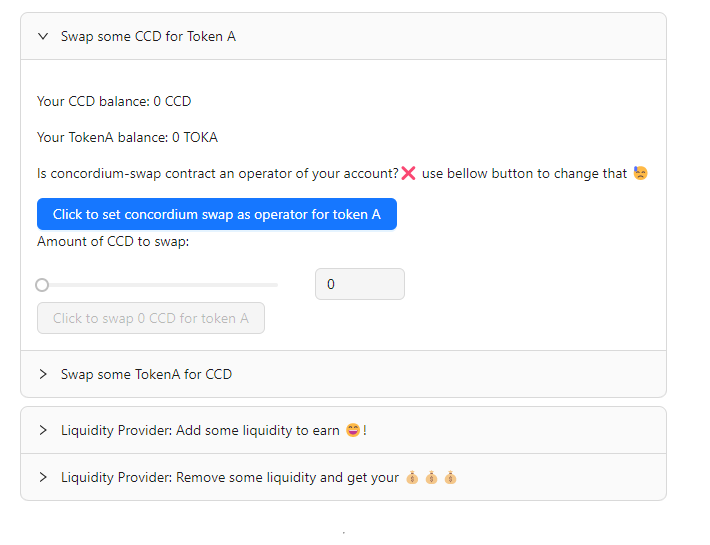 Swap some CCD for Token A
Your CCD balance: 0 CCD
Your TokenA balance: 0 TOKA
Is concordium-swap contract an operator of your account?❌ use bellow button to change that 😓
Click to set concordium swap as operator for token A
Amount of CCD to swap:
0
Click to swap 0 CCD for token A
Swap some TokenA for CCD
Liquidity Provider: Add some liquidity to earn 😄!
Liquidity Provider: Remove some liquidity and get your 💰 💰 💰